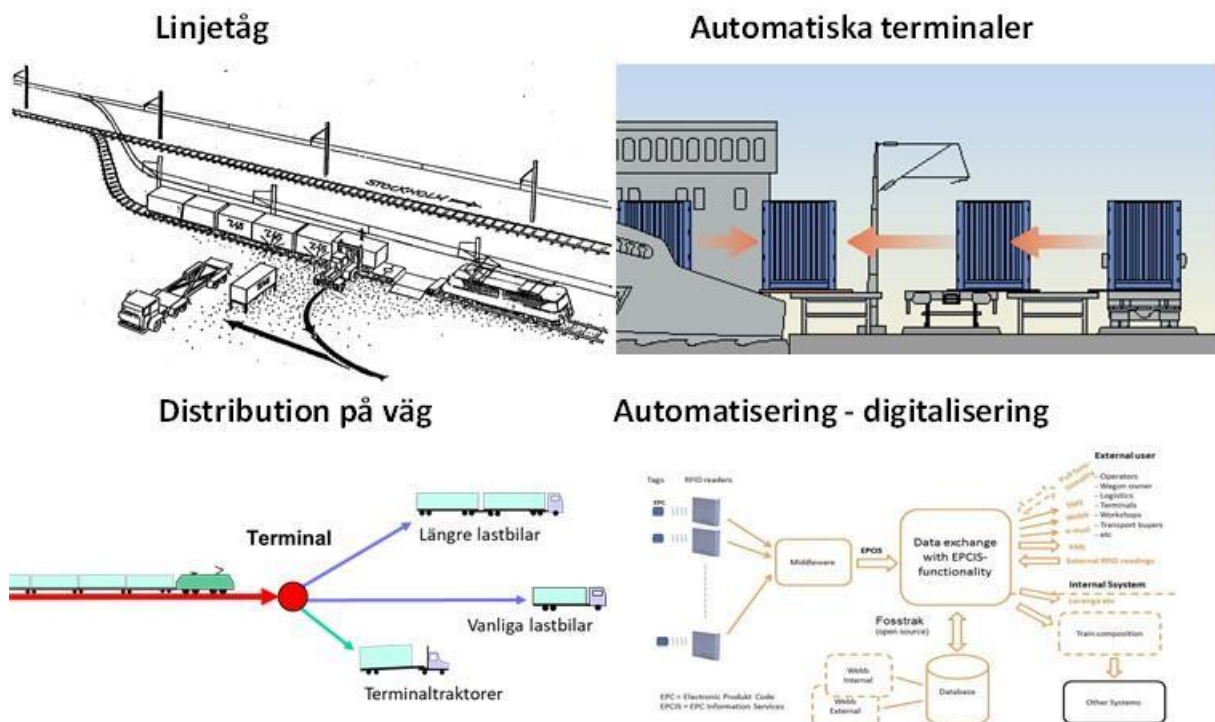 Linjetåg
STOCKHOLM
Automatiska terminaler
Distribution på väg
Terminal
Längre lastbilar
Vanliga lastbilar
Terminaltraktorer
Automatisering - digitalisering
Tags
RFID readers
EPC
Middleware
EPCIS
Data exchange
with EPCIS-
functionality
External user
- Operators
- Wagon owner
- Logistics
- Terminals
- Workshops
- Transport buyers
- etc
SMS
e-mail
XML
External RFID readings
Internal Ssystem
Train composition
Other Systems
Fosstrak
(open source)
Database
Webb
Internal
Webb
External
EPC = Electronic Produkt Code
EPCIS = EPC Information Services